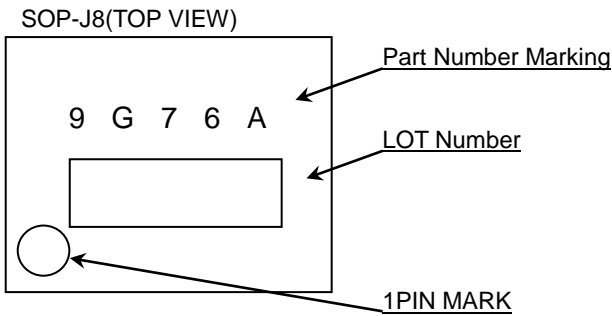 SOP-J8(TOP VIEW)
Part Number Marking
9 G 7 6 A
LOT Number
1PIN MARK